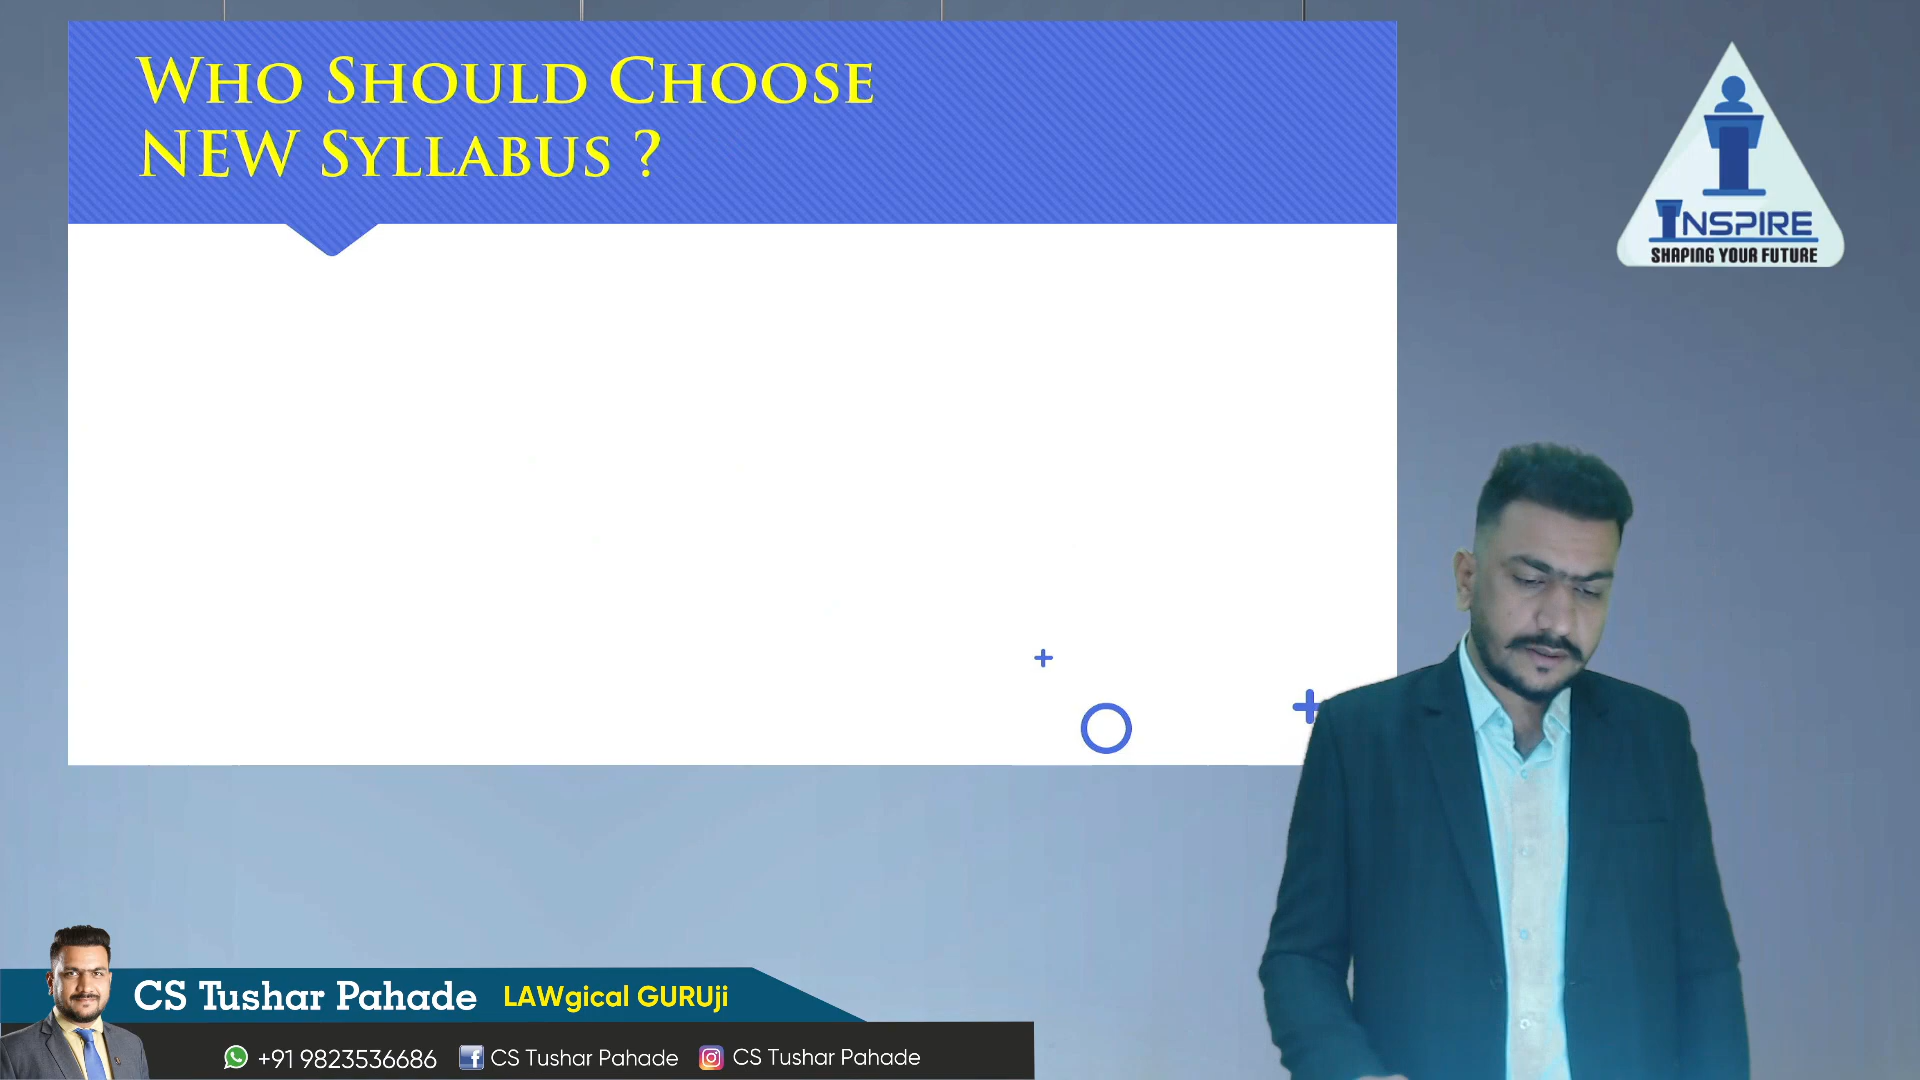 WHO SHOULD CHOOSE
NEW SYLLABUS ?
INSPIRE
SHAPING YOUR FUTURE
CS Tushar Pahade LAWgical GURUji
+91 9823536686 CS Tushar Pahade CS Tushar Pahade